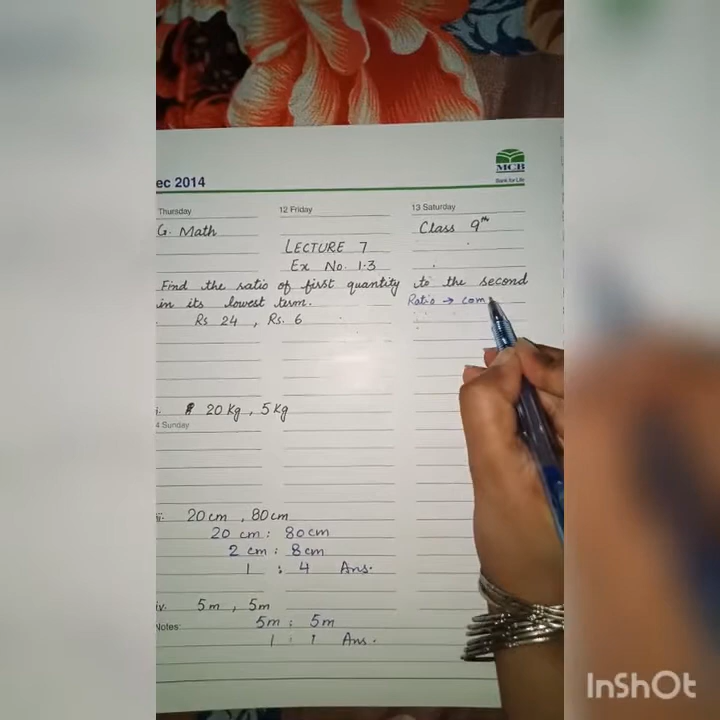 MCB
Bank for Life
ec 2014
Thursday
12 Friday
13 Saturday
G. Math
Class 9th
LECTURE 7
Ex No. 1.3
Find the ratio of first quantity to the second
in its lowest term.
Ratio → com
Rs 24 , Rs. 6
i. 20 Kg , 5 Kg
4 Sunday
ii. 20 cm , 80 cm
20 cm : 80 cm
2 cm : 8 cm
1 : 4 Ans.
iv. 5m , 5m
Notes:
5m : 5m
1 : 1 Ans.
InShOt